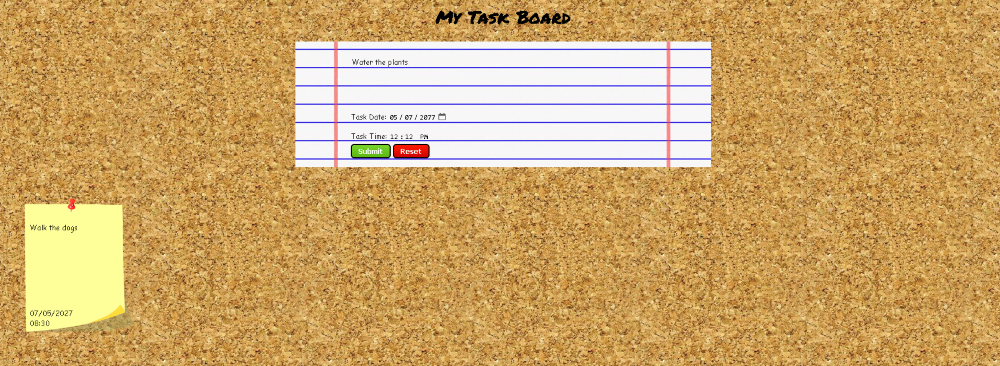 My Task Board
Water the plants
Task Date: 05 / 07 / 2077
Task Time: 12 : 12 PM
Submit Reset
Walk the dogs
07/05/2027
08:30